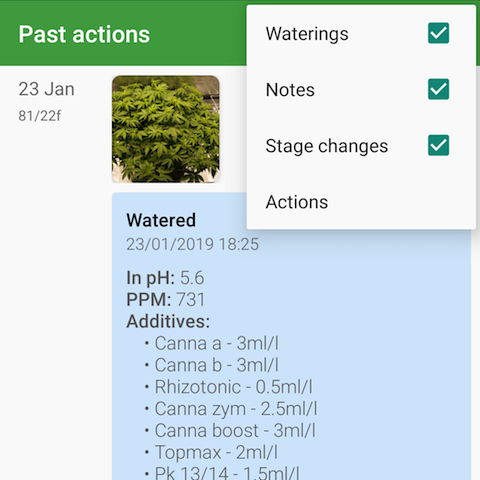 Past actions
Waterings
Notes
Stage changes
Actions
23 Jan
81/22f
Watered
23/01/2019 18:25
In pH: 5.6
PPM: 731
Additives:
• Canna a - 3ml/l
• Canna b - 3ml/l
• Rhizotonic - 0.5ml/l
• Canna zym - 2.5ml/l
• Canna boost - 3ml/l
• Topmax - 2ml/l
• Pk 13/14 - 1.5ml/l